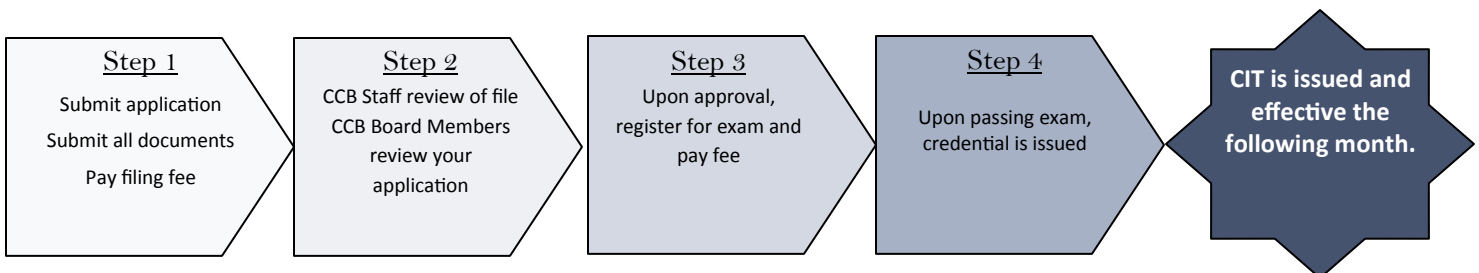 Step 1
Submit application
Submit all documents
Pay filing fee
Step 2
CCB Staff review of file
CCB Board Members
review your
application
Step 3
Upon approval,
register for exam and
pay fee
Step 4
Upon passing exam,
credential is issued
CIT is issued and
effective the
following month.